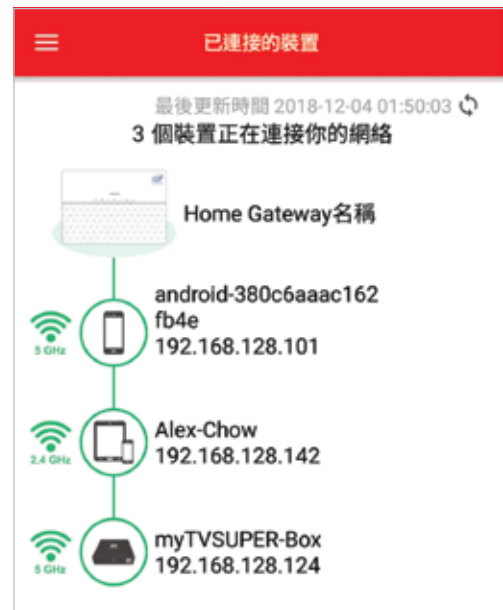 已連接的裝置
最後更新時間 2018-12-04 01:50:03
3 個裝置正在連接你的網絡
Home Gateway名稱
android-380c6aaac162
fb4e
192.168.128.101
5 GHz
Alex-Chow
192.168.128.142
2.4 GHz
myTVSUPER-Box
192.168.128.124
5 GHz